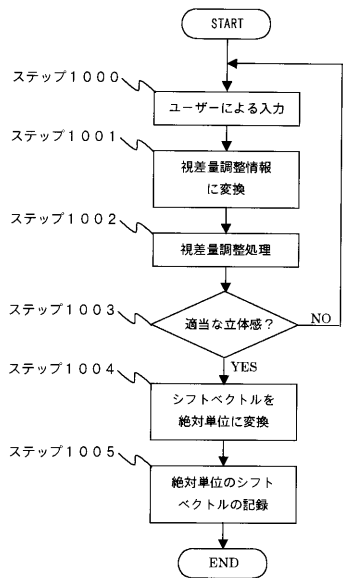 START
ステップ1000
ユーザーによる入力
ステップ1001
視差量調整情報
に変換
ステップ1002
視差量調整処理
ステップ1003
適当な立体感?
NO
YES
ステップ1004
シフトベクトルを
絶対単位に変換
ステップ1005
絶対単位のシフト
ベクトルの記録
END